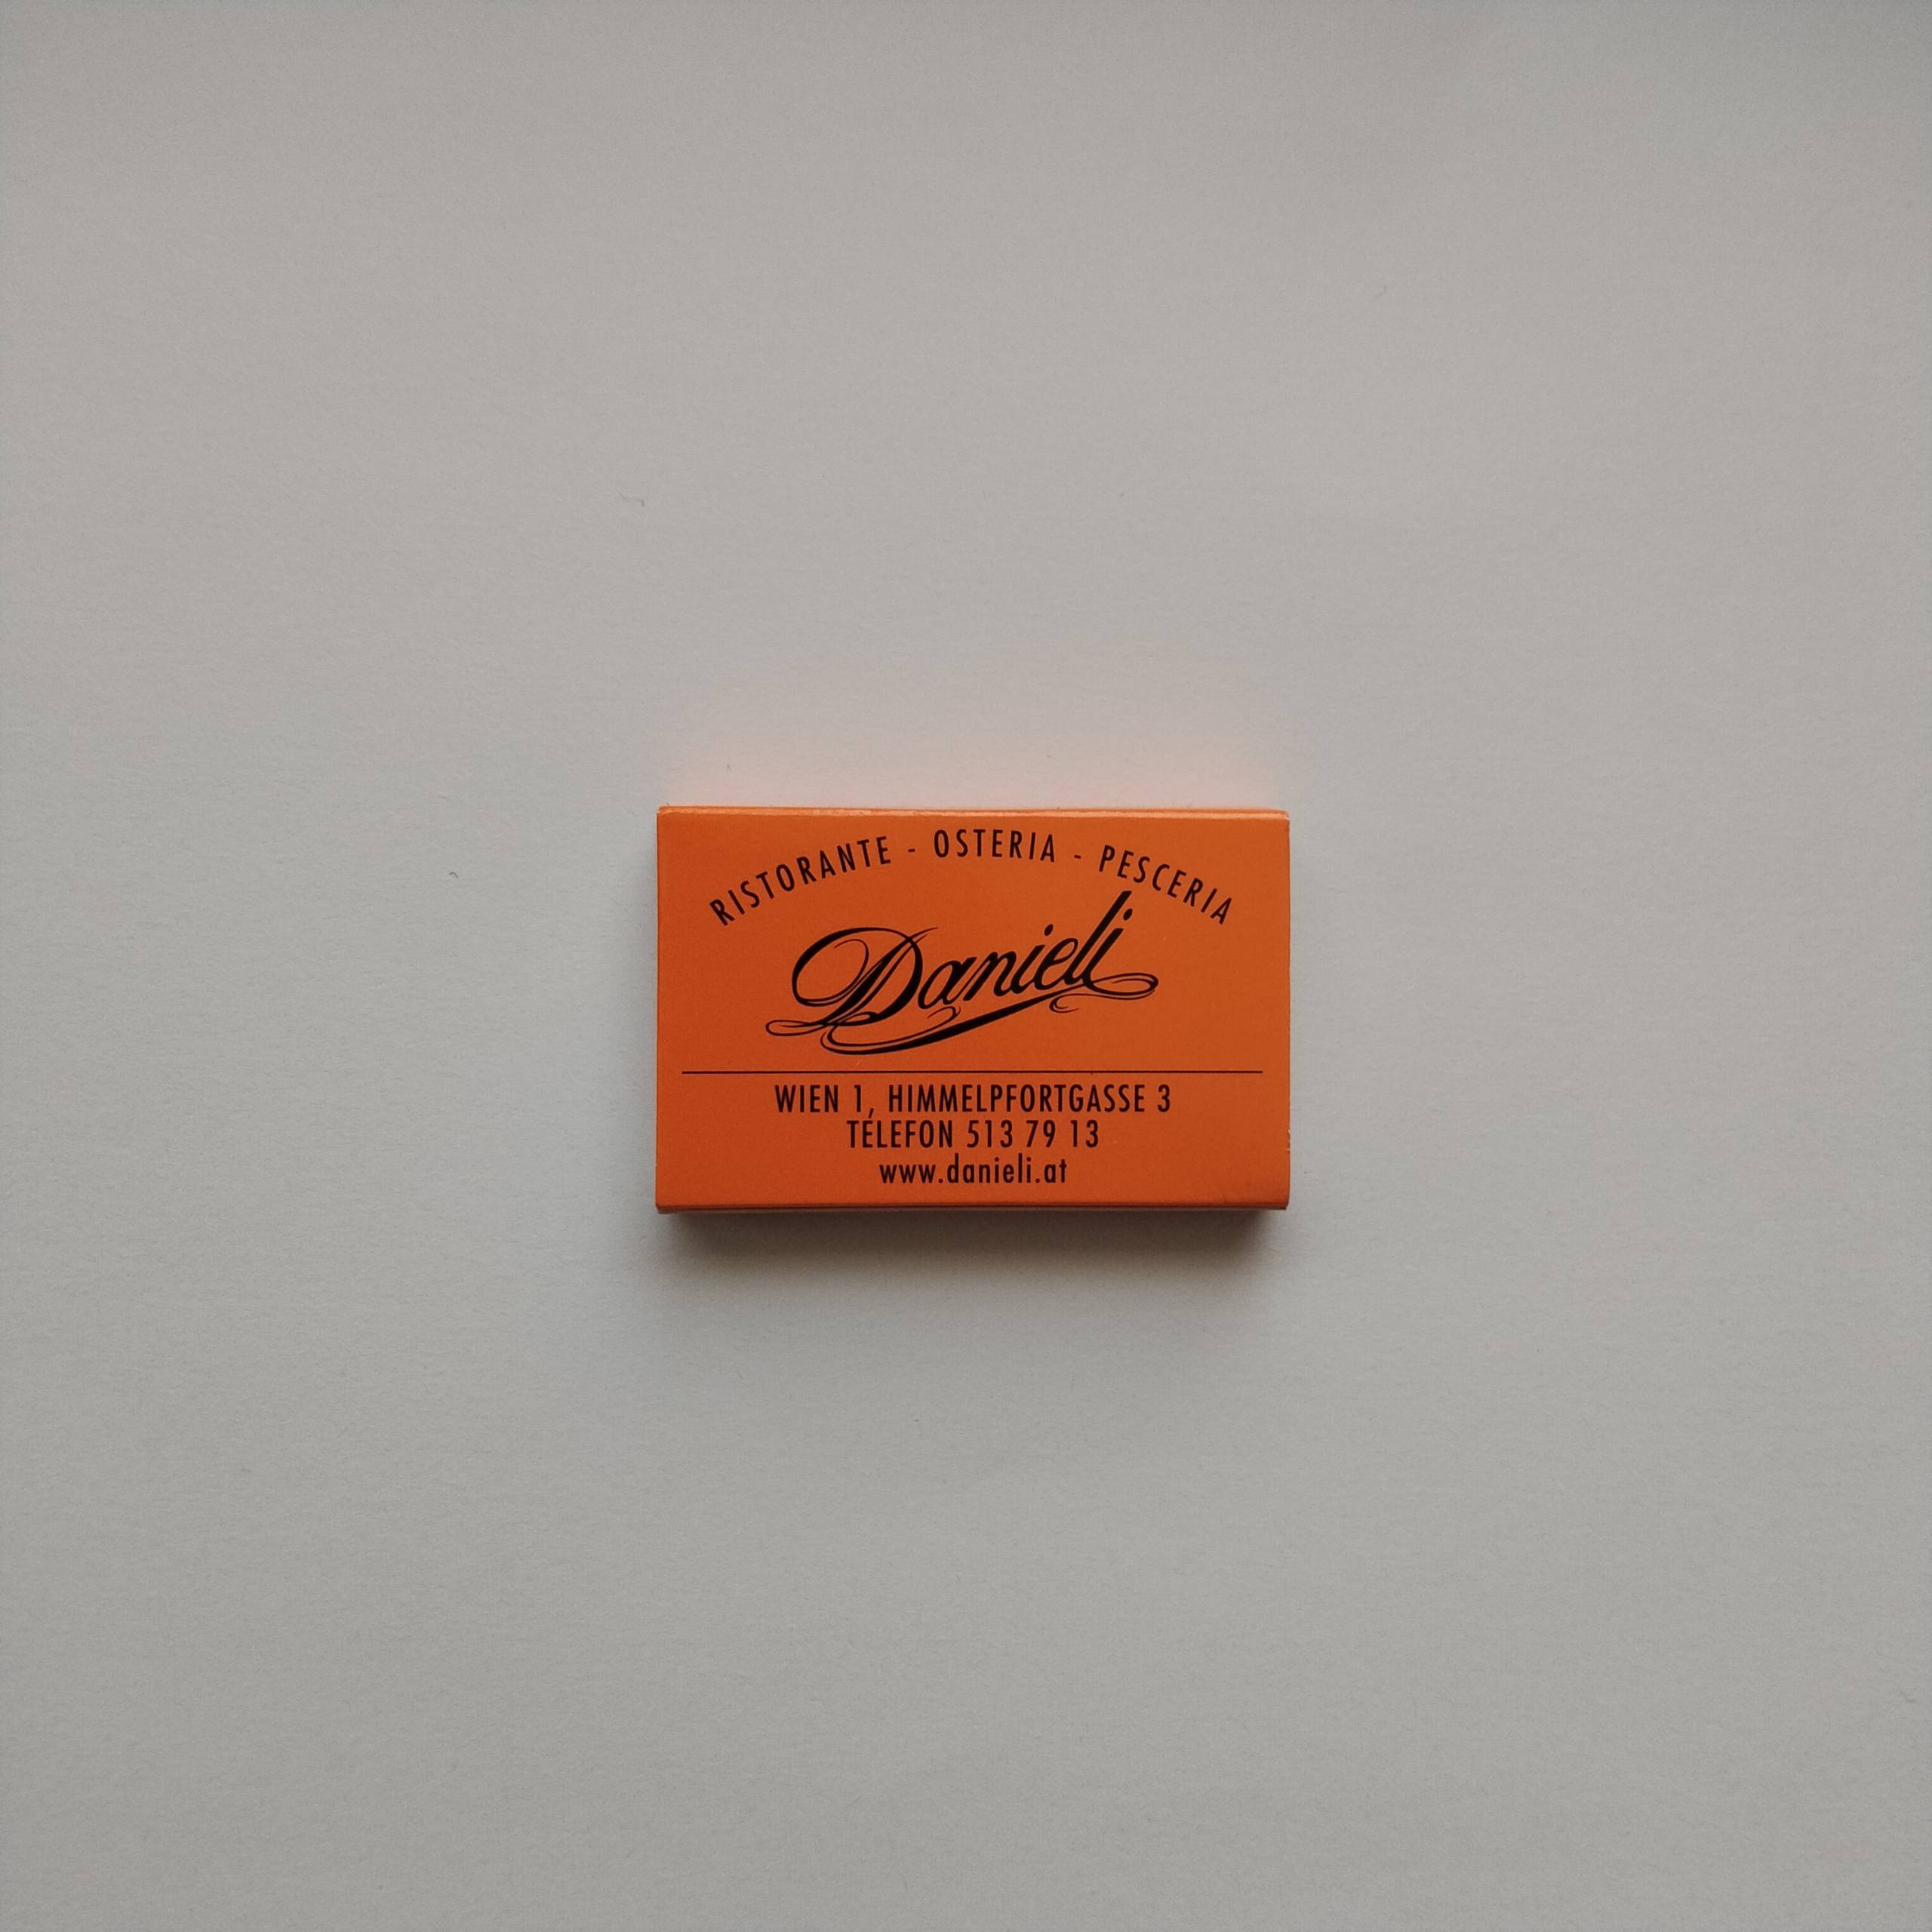 RISTORANTE - OSTERIA - PESCERIA
Danieli
WIEN 1, HIMMELPFORTGASSE 3
TELEFON 513 79 13
www.danieli.at